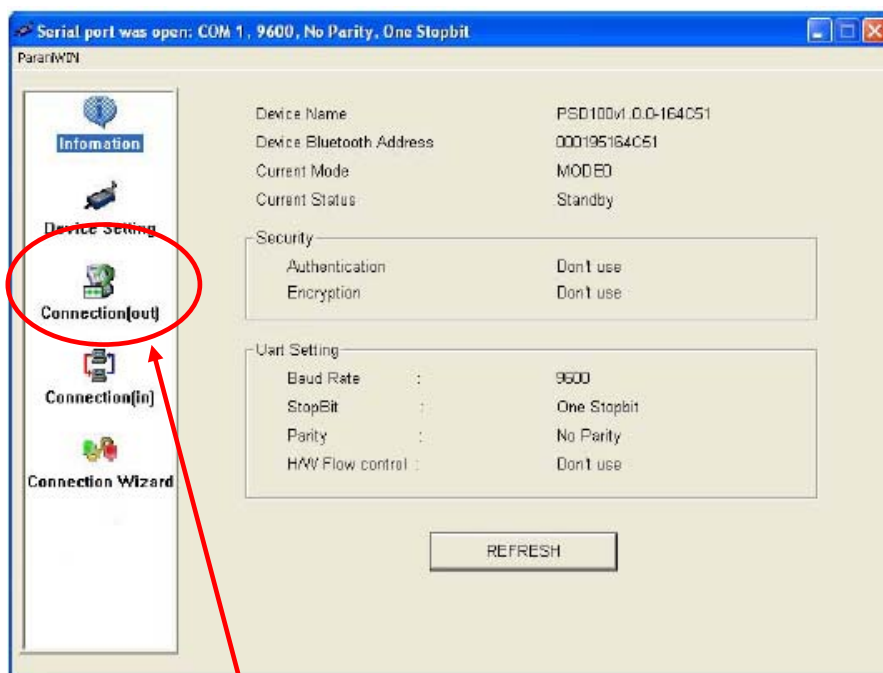 Serial port was open: COM 1, 9600, No Parity, One Stopbit
ParaniWIN
Infomation
Device Setting
Connection(out)
Connection(in)
Connection Wizard
Device Name PSD100v1.0.0-164C51
Device Bluetooth Address 000195164C51
Current Mode MODE0
Current Status Standby
Security
Authentication Don't use
Encryption Don't use
Uart Setting
Baud Rate : 9600
StopBit : One Stopbit
Parity : No Parity
H/W Flow control : Don't use
REFRESH